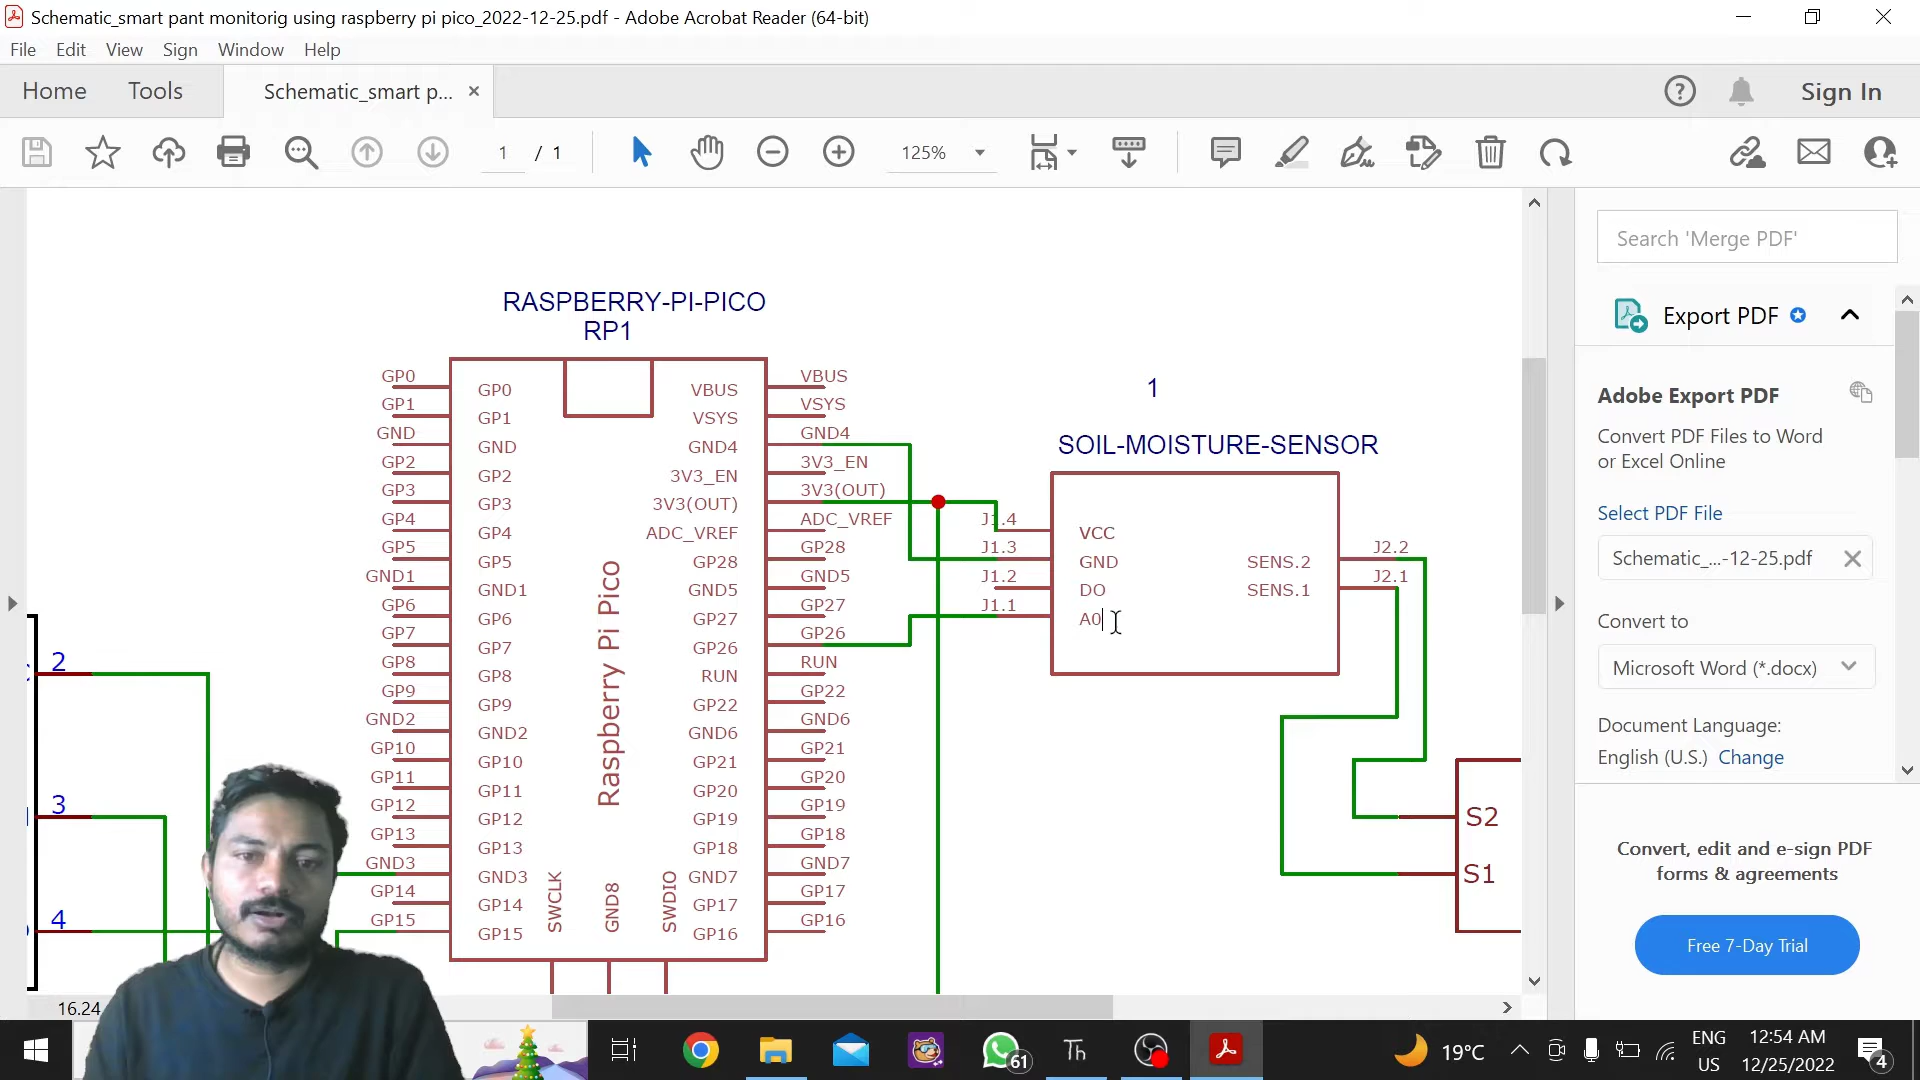 Schematic_smart pant monitorig using raspberry pi pico_2022-12-25.pdf - Adobe Acrobat Reader (64-bit)
File Edit View Sign Window Help
Home Tools Schematic_smart p... ×
? Sign In
1 / 1 125%
Search 'Merge PDF'
Export PDF
Adobe Export PDF
Convert PDF Files to Word
or Excel Online
Select PDF File
Schematic_...-12-25.pdf
Convert to
Microsoft Word (*.docx)
Document Language:
English (U.S.) Change
Convert, edit and e-sign PDF
forms & agreements
Free 7-Day Trial
RASPBERRY-PI-PICO
RP1
GP0 GP0 VBUS VBUS
GP1 GP1 VSYS VSYS
GND GND GND4 GND4
GP2 GP2 3V3_EN 3V3_EN
GP3 GP3 3V3(OUT) 3V3(OUT)
GP4 GP4 ADC_VREF ADC_VREF
GP5 GP5 GP28 GP28
GND1 GND1 GND5 GND5
GP6 GP6 GP27 GP27
GP7 GP7 GP26 GP26
GP8 GP8 RUN RUN
GP9 GP9 GP22 GP22
GND2 GND2 GND6 GND6
GP10 GP10 GP21 GP21
GP11 GP11 GP20 GP20
GP12 GP12 GP19 GP19
GP13 GP13 GP18 GP18
GND3 GND3 GND7 GND7
GP14 GP14 GP17 GP17
GP15 GP15 GP16 GP16
Raspberry Pi Pico
SWCLK
GND8
SWDIO
1
SOIL-MOISTURE-SENSOR
J1.4 VCC
J1.3 GND SENS.2 J2.2
J1.2 DO SENS.1 J2.1
J1.1 A0
S2
S1
2
3
4
16.24
Th
61
19°C
ENG
US
12:54 AM
12/25/2022
4